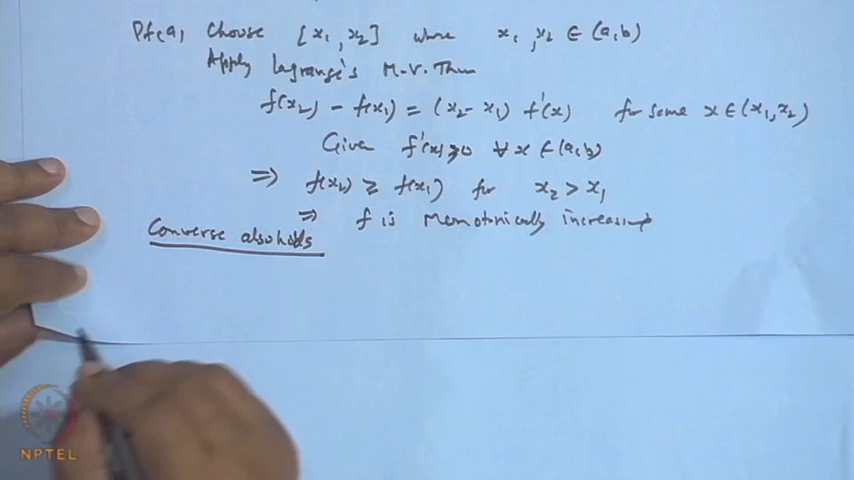 Pf(a) Choose [x₁, x₂] where x₁, x₂ ∈ (a,b)
Apply Lagrange's M.V. Thm
f(x₂) - f(x₁) = (x₂ - x₁) f'(x) for some x ∈ (x₁, x₂)
Given f'(x) ≥ 0 ∀ x ∈ (a,b)
⇒ f(x₂) ≥ f(x₁) for x₂ > x₁
⇒ f is Monotonically increasing
Converse also holds
NPTEL